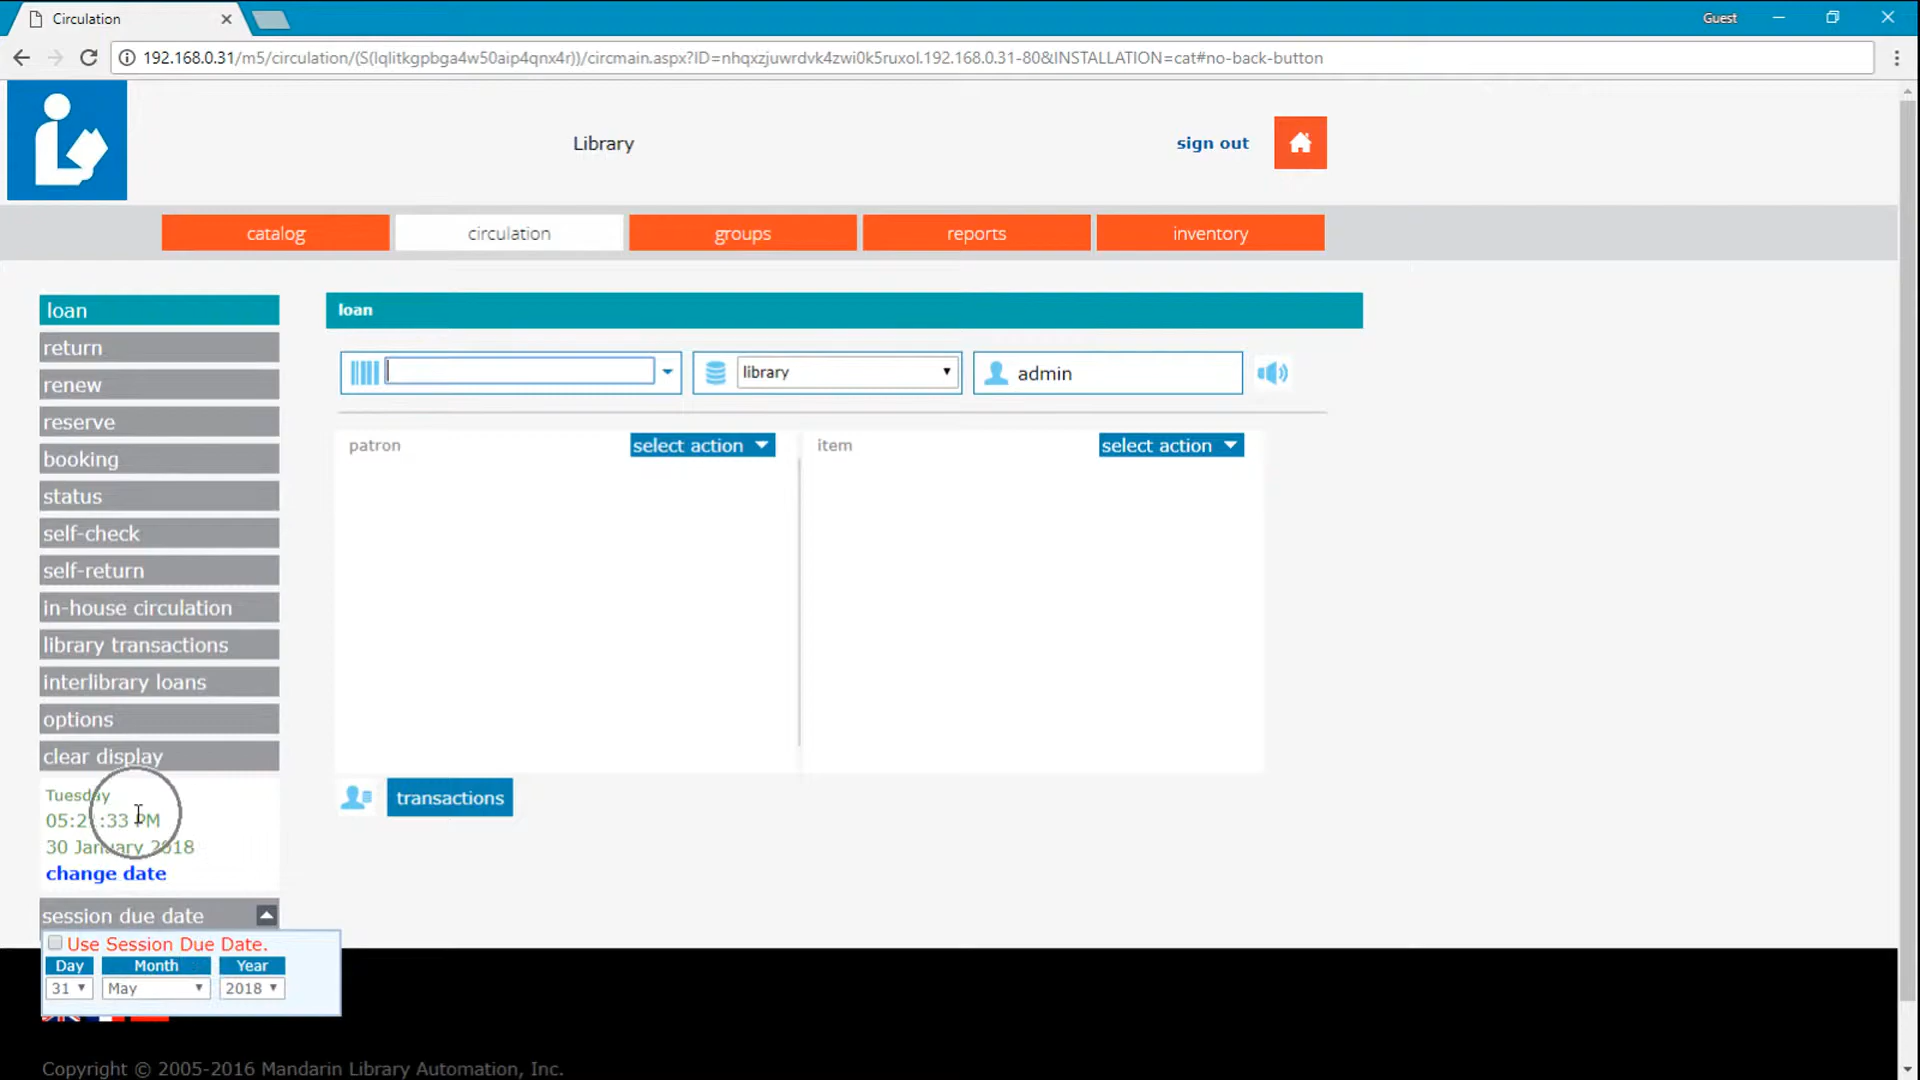 Circulation
Guest
192.168.0.31/m5/circulation/(S(lqlitkgpbga4w50aip4qnx4r))/circmain.aspx?ID=nhqxzjuwrdvk4zwi0k5ruxol.192.168.0.31-80&INSTALLATION=cat#no-back-button
Library
sign out
catalog
circulation
groups
reports
inventory
loan
return
renew
reserve
booking
status
self-check
self-return
in-house circulation
library transactions
interlibrary loans
options
clear display
Tuesday
:33 PM
30 January 2018
change date
session due date
Use Session Due Date.
Day Month Year
31 May 2018
loan
library
admin
patron
select action
item
select action
transactions
Copyright © 2005-2016 Mandarin Library Automation, Inc.